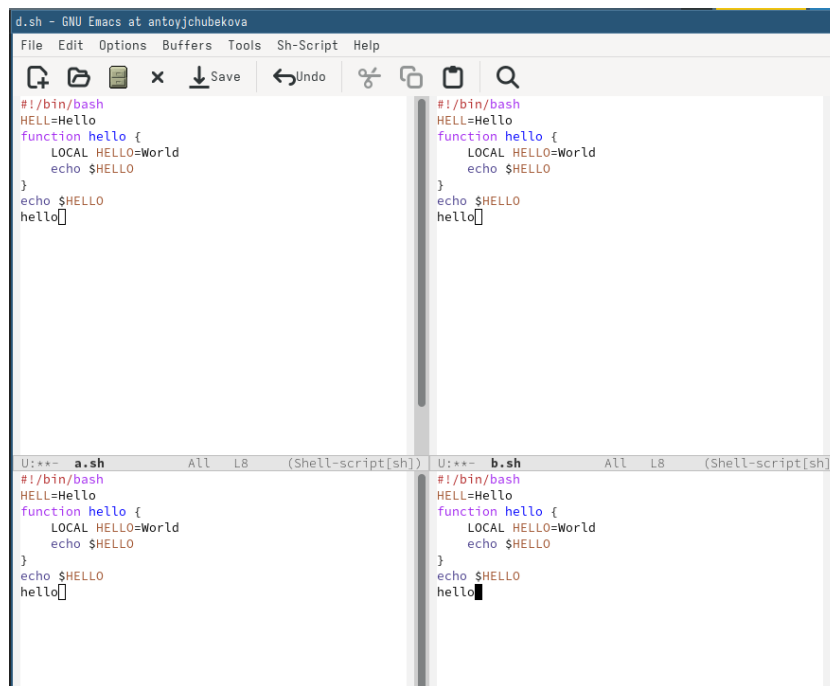 d.sh - GNU Emacs at antoyjchubekova
File Edit Options Buffers Tools Sh-Script Help
Save Undo
#!/bin/bash
HELL=Hello
function hello {
    LOCAL HELLO=World
    echo $HELLO
}
echo $HELLO
hello
U:**- a.sh All L8 (Shell-script[sh])
#!/bin/bash
HELL=Hello
function hello {
    LOCAL HELLO=World
    echo $HELLO
}
echo $HELLO
hello
U:**- b.sh All L8 (Shell-script[sh]
#!/bin/bash
HELL=Hello
function hello {
    LOCAL HELLO=World
    echo $HELLO
}
echo $HELLO
hello
#!/bin/bash
HELL=Hello
function hello {
    LOCAL HELLO=World
    echo $HELLO
}
echo $HELLO
hello